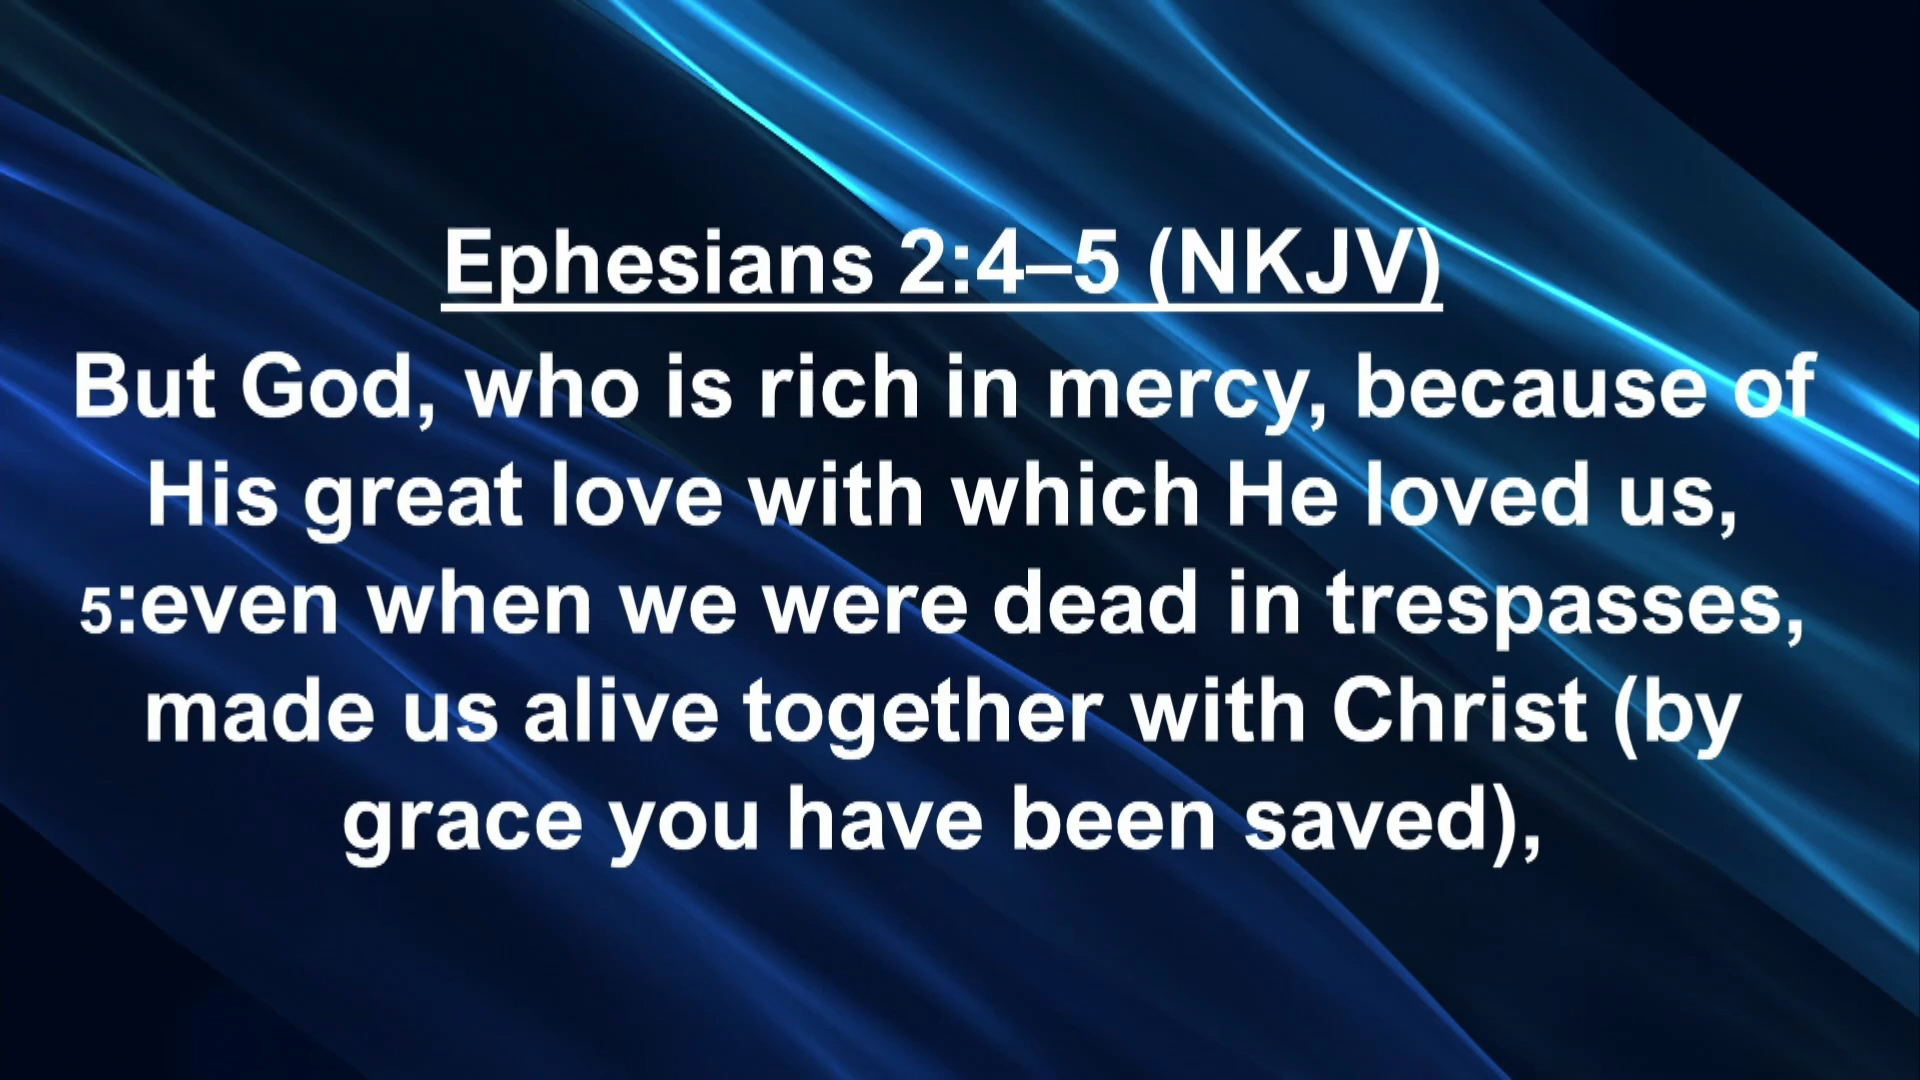 Ephesians 2:4–5 (NKJV)
But God, who is rich in mercy, because of
His great love with which He loved us,
5:even when we were dead in trespasses,
made us alive together with Christ (by
grace you have been saved),